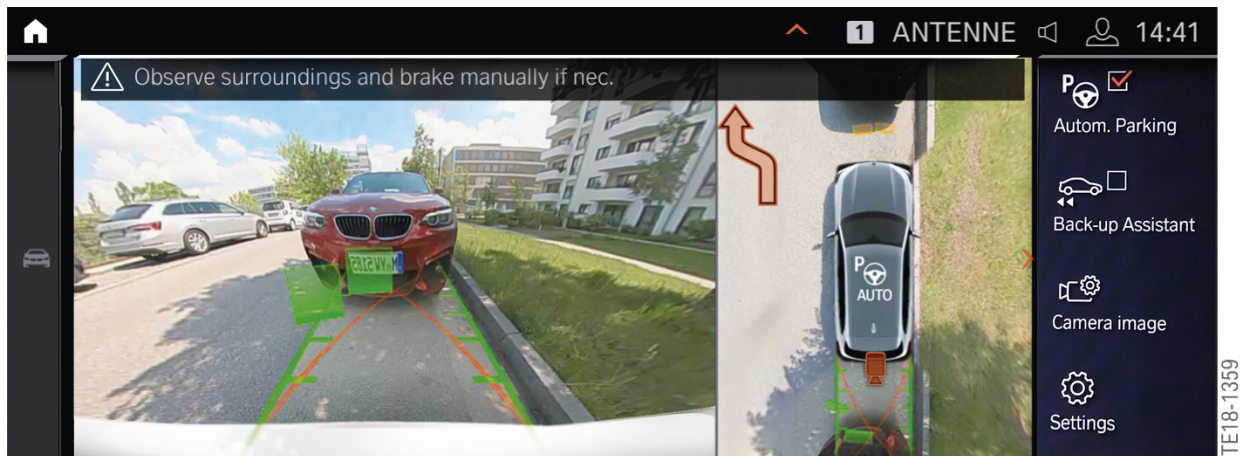 1 ANTENNE 14:41
Observe surroundings and brake manually if nec.
P
Autom. Parking
Back-up Assistant
Camera image
Settings
P
AUTO
TE18-1359